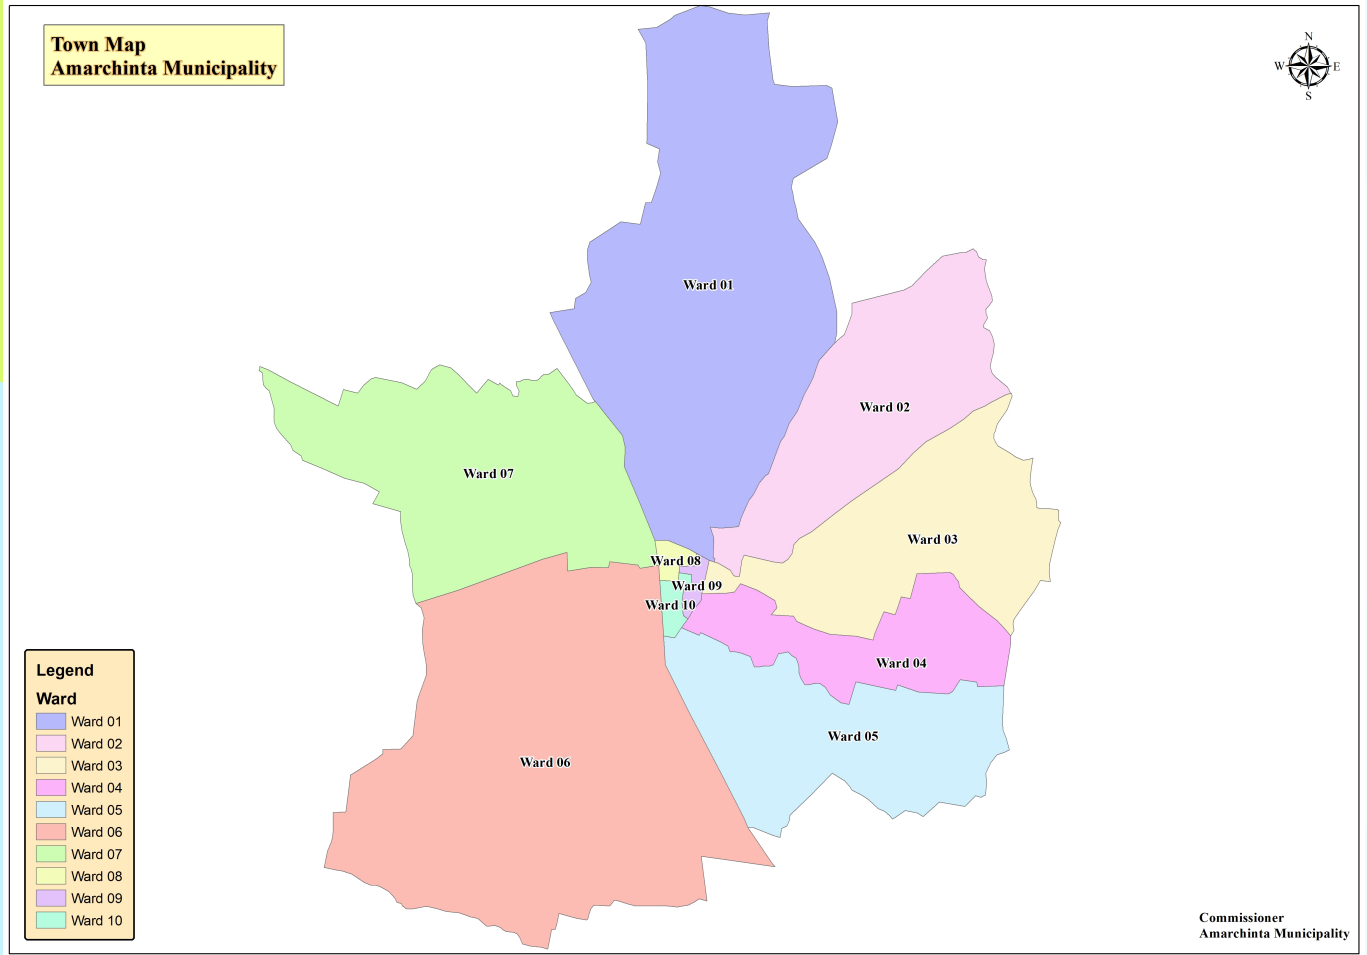 Town Map
Amarchinta Municipality
N
W E
S
Ward 01
Ward 02
Ward 07
Ward 03
Ward 08
Ward 09
Ward 10
Ward 04
Ward 05
Ward 06
Legend
Ward
Ward 01
Ward 02
Ward 03
Ward 04
Ward 05
Ward 06
Ward 07
Ward 08
Ward 09
Ward 10
Commissioner
Amarchinta Municipality